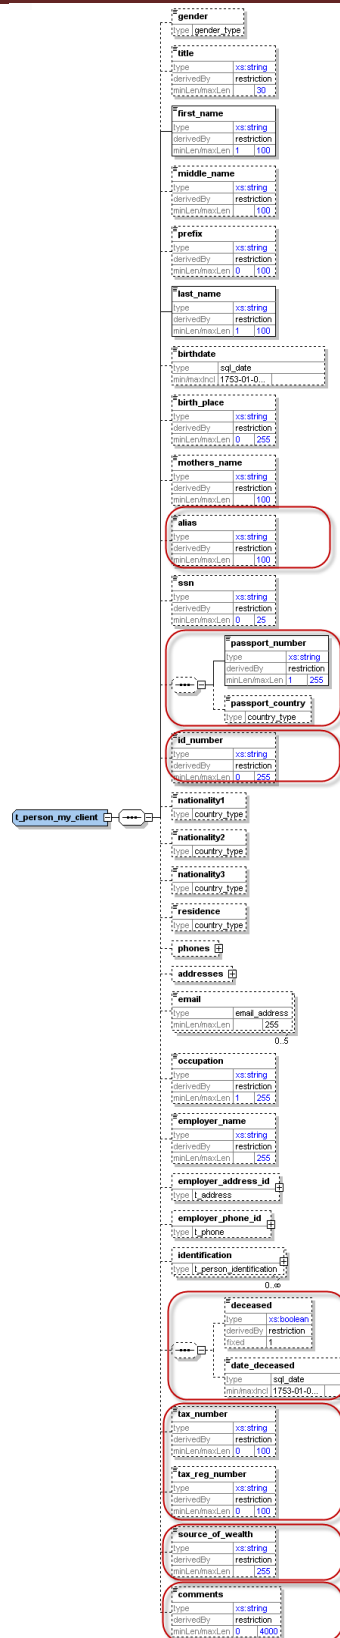 gender
type gender_type
title
type xs:string
derivedBy restriction
minLen/maxLen 30
first_name
type xs:string
derivedBy restriction
minLen/maxLen 1 100
middle_name
type xs:string
derivedBy restriction
minLen/maxLen 100
prefix
type xs:string
derivedBy restriction
minLen/maxLen 0 100
last_name
type xs:string
derivedBy restriction
minLen/maxLen 1 100
birthdate
type sql_date
min/maxIncl 1753-01-0...
birth_place
type xs:string
derivedBy restriction
minLen/maxLen 0 255
mothers_name
type xs:string
derivedBy restriction
minLen/maxLen 100
alias
type xs:string
derivedBy restriction
minLen/maxLen 100
ssn
type xs:string
derivedBy restriction
minLen/maxLen 0 25
passport_number
type xs:string
derivedBy restriction
minLen/maxLen 1 255
passport_country
type country_type
id_number
type xs:string
derivedBy restriction
minLen/maxLen 0 255
t_person_my_client
nationality1
type country_type
nationality2
type country_type
nationality3
type country_type
residence
type country_type
phones
addresses
email
type email_address
minLen/maxLen 255
0..5
occupation
type xs:string
derivedBy restriction
minLen/maxLen 1 255
employer_name
type xs:string
derivedBy restriction
minLen/maxLen 255
employer_address_id
type t_address
employer_phone_id
type t_phone
identification
type t_person_identification
0..∞
deceased
type xs:boolean
derivedBy restriction
fixed 1
date_deceased
type sql_date
min/maxIncl 1753-01-0...
tax_number
type xs:string
derivedBy restriction
minLen/maxLen 0 100
tax_reg_number
type xs:string
derivedBy restriction
minLen/maxLen 0 100
source_of_wealth
type xs:string
derivedBy restriction
minLen/maxLen 255
comments
type xs:string
derivedBy restriction
minLen/maxLen 0 4000